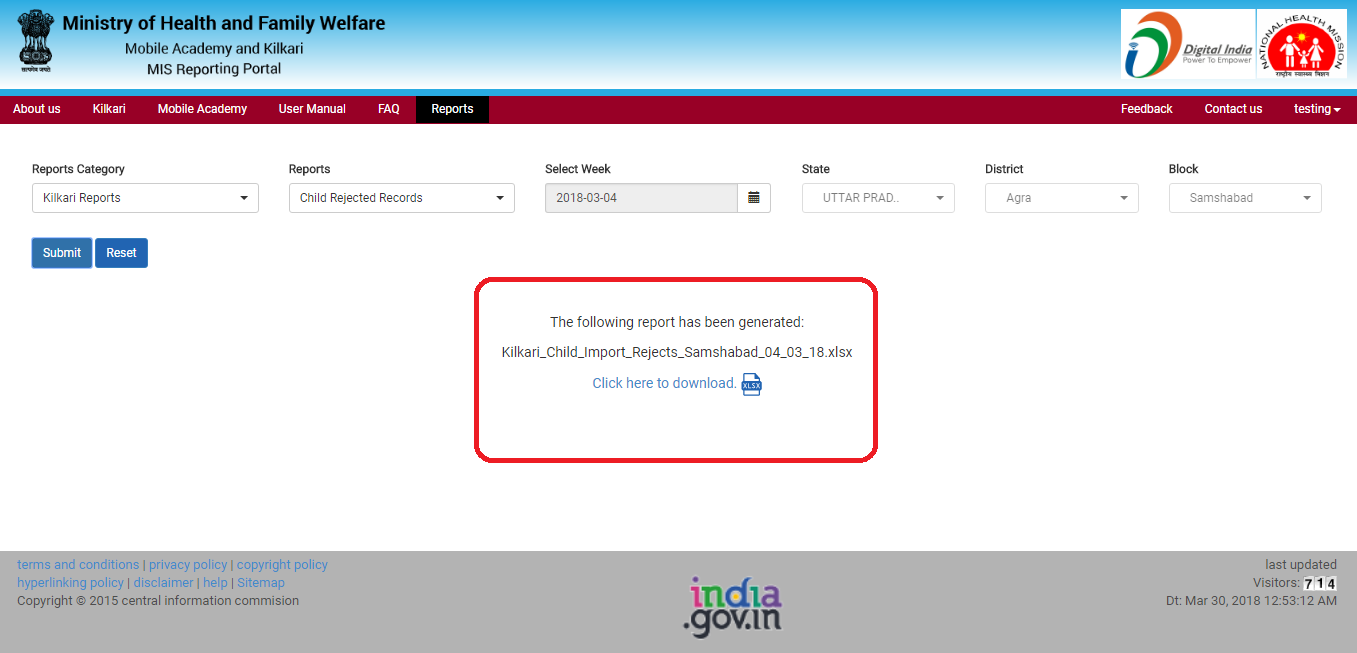 Ministry of Health and Family Welfare
Mobile Academy and Kilkari
MIS Reporting Portal
सत्यमेव जयते
Digital India
Power To Empower
NATIONAL HEALTH MISSION
राष्ट्रीय स्वास्थ्य मिशन
About us Kilkari Mobile Academy User Manual FAQ Reports Feedback Contact us testing
Reports Category Reports Select Week State District Block
Kilkari Reports Child Rejected Records 2018-03-04 UTTAR PRAD.. Agra Samshabad
Submit Reset
The following report has been generated:
Kilkari_Child_Import_Rejects_Samshabad_04_03_18.xlsx
Click here to download. XLSX
terms and conditions | privacy policy | copyright policy
hyperlinking policy | disclaimer | help | Sitemap
Copyright © 2015 central information commision
india
.gov.in
last updated
Visitors: 714
Dt: Mar 30, 2018 12:53:12 AM